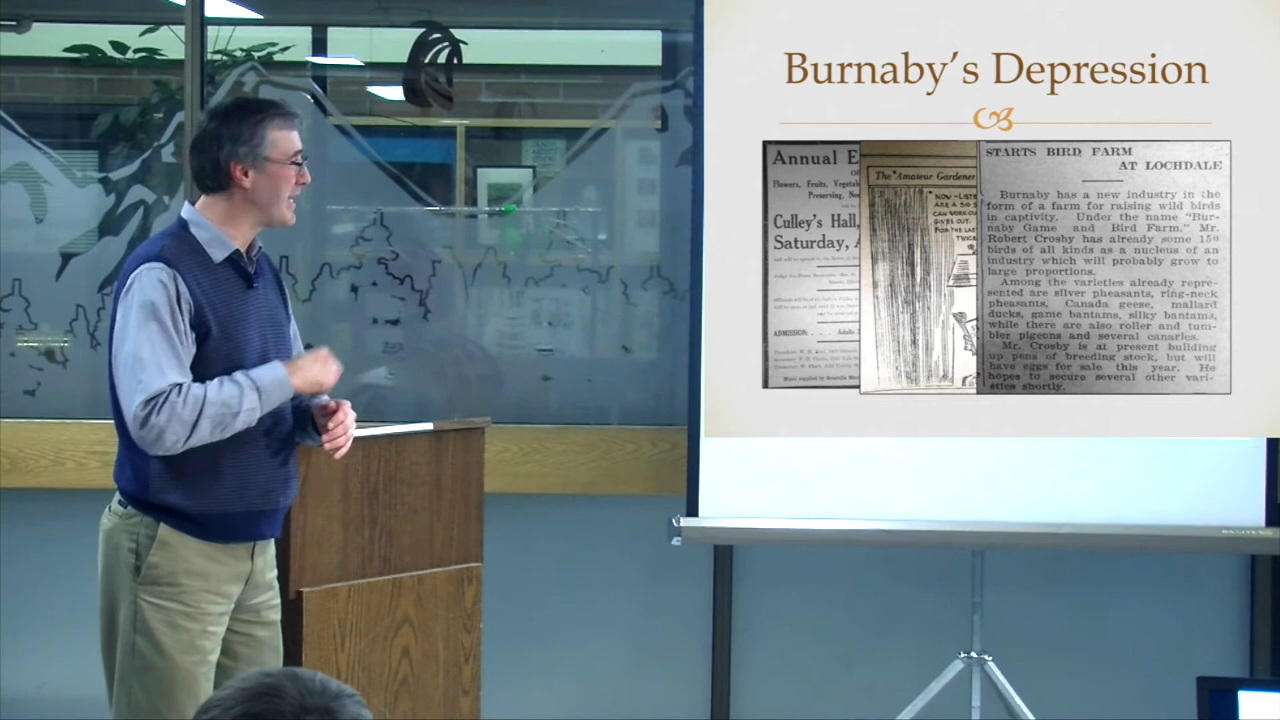 Burnaby's Depression
Annual E
Flowers, Fruits, Vegetab
Preserving, Ne
Culley's Hall,
Saturday, A
ADMISSION: . . . Adults
The Amateur Gardener
NOW - LISTE
ARE A 50 S
CAN WORK OU
GIVES OUT.
FOR THE LAS
TWICE
STARTS BIRD FARM
AT LOCHDALE
Burnaby has a new industry in the
form of a farm for raising wild birds
in captivity. Under the name "Bur-
naby Game and Bird Farm," Mr.
Robert Crosby has already some 150
birds of all kinds as a nucleus of an
industry which will probably grow to
large proportions.
Among the varieties already repre-
sented are silver pheasants, ring-neck
pheasants, Canada geese, mallard
ducks, game bantams, silky bantams,
while there are also roller and tum-
bler pigeons and several canaries.
Mr. Crosby is at present building
up pens of breeding stock, but will
have eggs for sale this year. He
hopes to secure several other vari-
eties shortly.